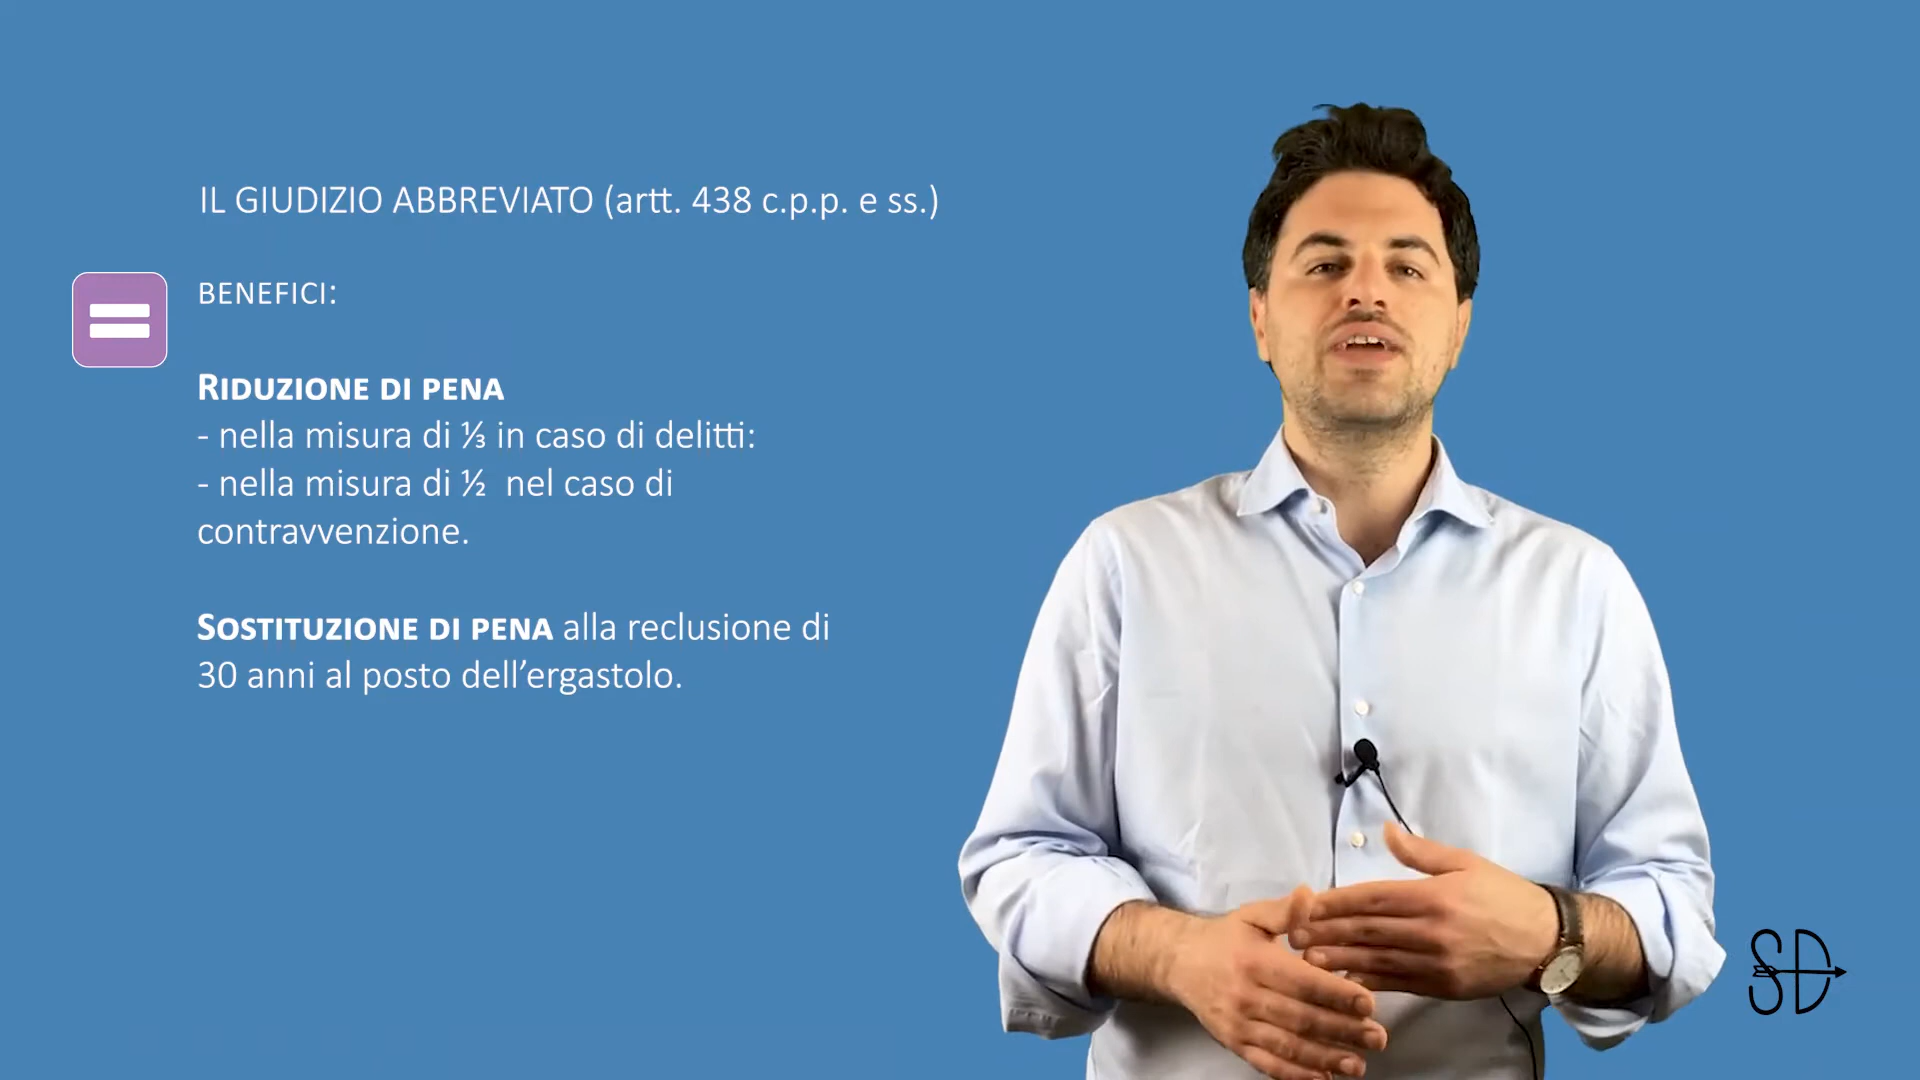 IL GIUDIZIO ABBREVIATO (artt. 438 c.p.p. e ss.)
BENEFICI:
RIDUZIONE DI PENA
- nella misura di ⅓ in caso di delitti:
- nella misura di ½ nel caso di
contravvenzione.
SOSTITUZIONE DI PENA alla reclusione di
30 anni al posto dell’ergastolo.
SD